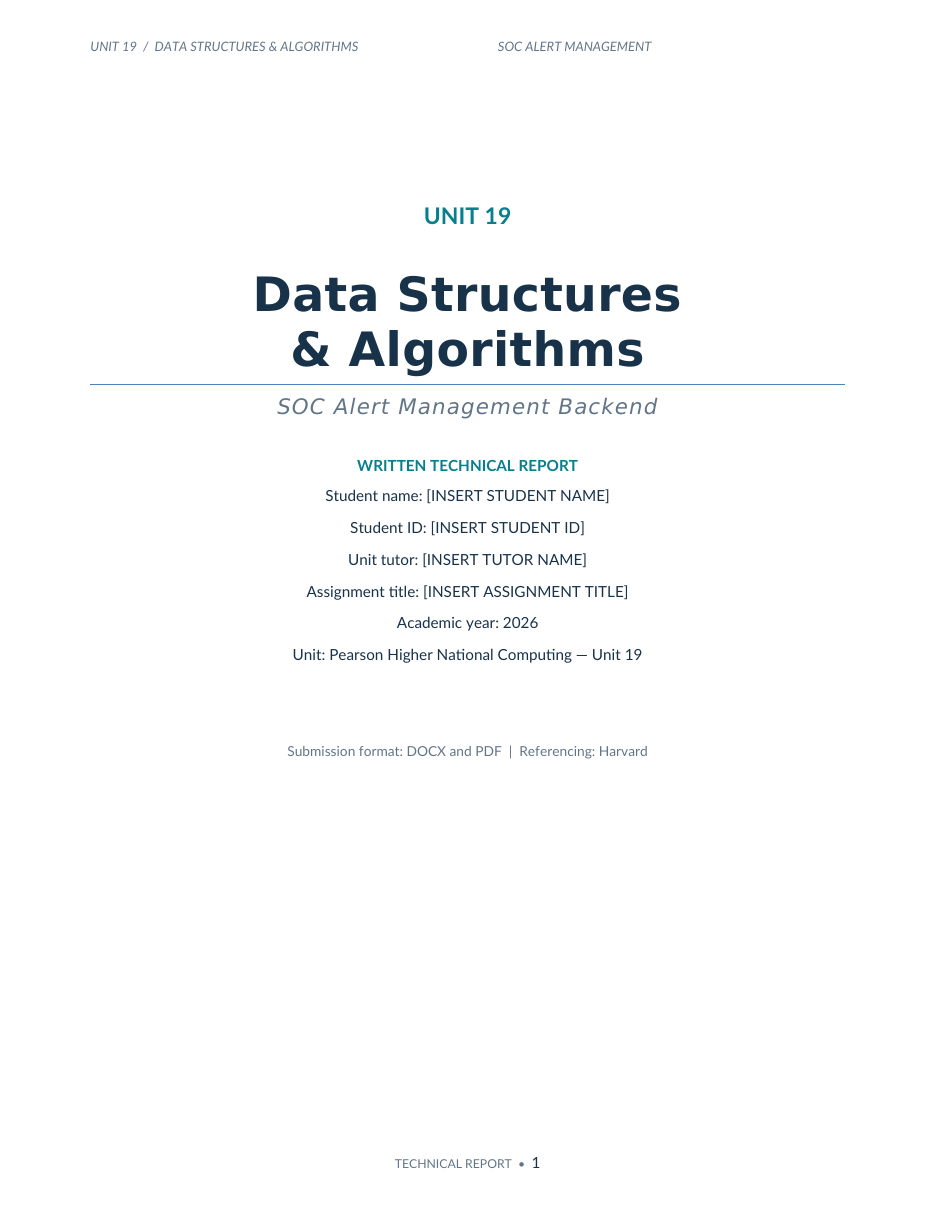 UNIT 19 / DATA STRUCTURES & ALGORITHMS SOC ALERT MANAGEMENT
UNIT 19
Data Structures
& Algorithms
SOC Alert Management Backend
WRITTEN TECHNICAL REPORT
Student name: [INSERT STUDENT NAME]
Student ID: [INSERT STUDENT ID]
Unit tutor: [INSERT TUTOR NAME]
Assignment title: [INSERT ASSIGNMENT TITLE]
Academic year: 2026
Unit: Pearson Higher National Computing — Unit 19
Submission format: DOCX and PDF | Referencing: Harvard
TECHNICAL REPORT • 1